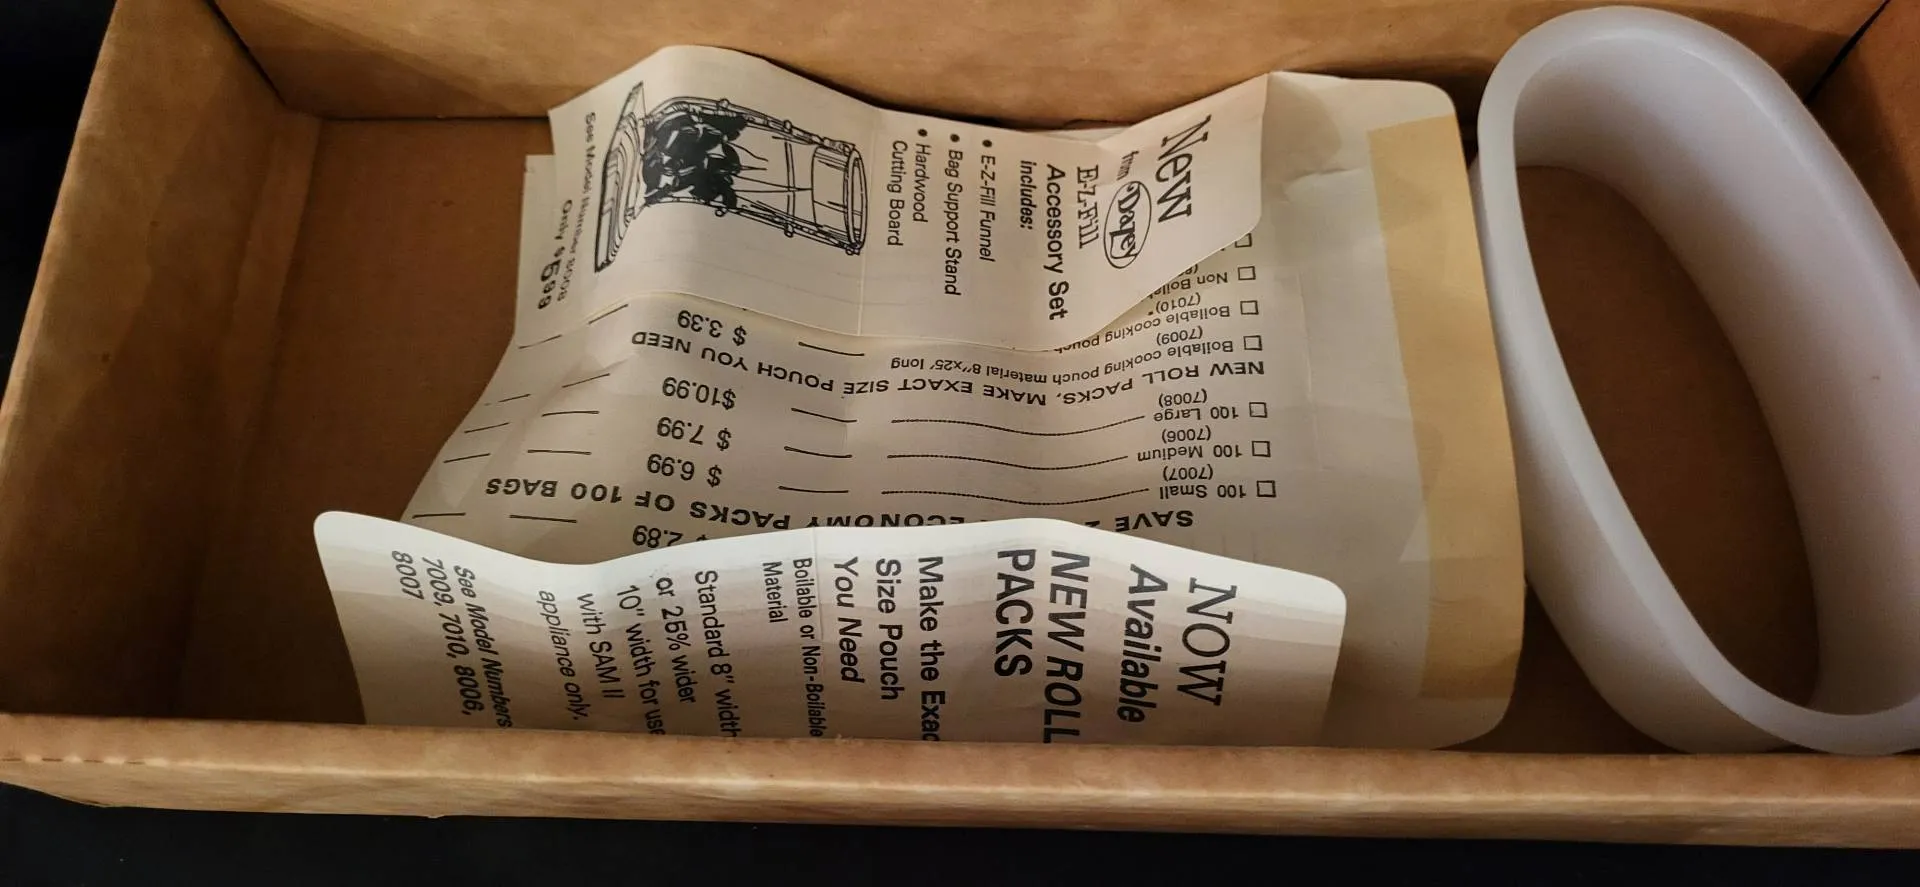 New
from Dazey
E-Z-Fill
Accessory Set
includes:
• E-Z-Fill Funnel
• Bag Support Stand
• Hardwood
Cutting Board
See Model Number 8008
Only $5.99
NOW
Available
NEW ROLL
PACKS
Make the Exac
Size Pouch
You Need
Boilable or Non-Boilable
Material
Standard 8" width
or 25% wider
10" width for use
with SAM II
appliance only.
See Model Numbers
7009, 7010, 8006,
8007
2.89
SAVE ECONOMY PACKS OF 100 BAGS
100 Small $ 6.99
(7007)
100 Medium $ 7.99
(7006)
100 Large $10.99
(7008)
NEW ROLL PACKS, MAKE EXACT SIZE POUCH YOU NEED
Boilable cooking pouch material 8"x25' long $ 3.39
(7009)
Boilable cooking pouch
(7010)
Non Boilable